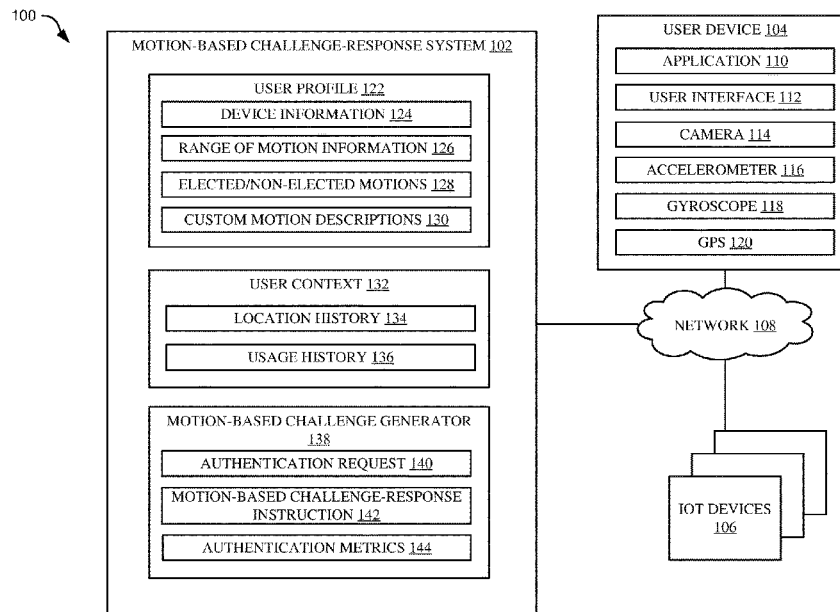 100
MOTION-BASED CHALLENGE-RESPONSE SYSTEM 102
USER PROFILE 122
DEVICE INFORMATION 124
RANGE OF MOTION INFORMATION 126
ELECTED/NON-ELECTED MOTIONS 128
CUSTOM MOTION DESCRIPTIONS 130
USER CONTEXT 132
LOCATION HISTORY 134
USAGE HISTORY 136
MOTION-BASED CHALLENGE GENERATOR
138
AUTHENTICATION REQUEST 140
MOTION-BASED CHALLENGE-RESPONSE
INSTRUCTION 142
AUTHENTICATION METRICS 144
USER DEVICE 104
APPLICATION 110
USER INTERFACE 112
CAMERA 114
ACCELEROMETER 116
GYROSCOPE 118
GPS 120
NETWORK 108
IOT DEVICES
106